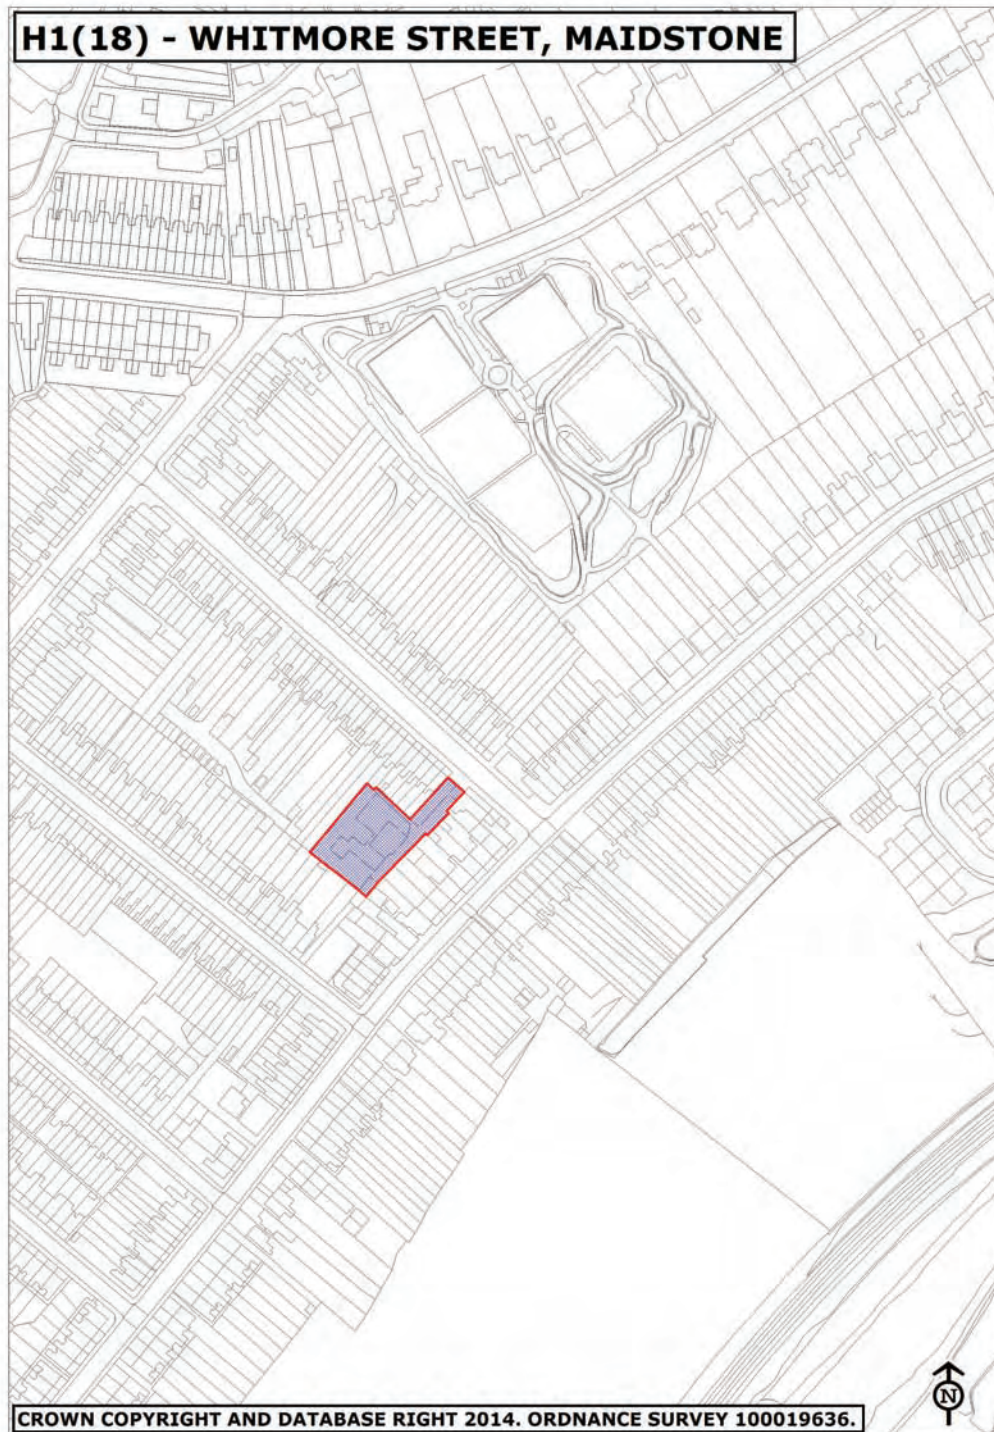 H1(18) - WHITMORE STREET, MAIDSTONE
N
CROWN COPYRIGHT AND DATABASE RIGHT 2014. ORDNANCE SURVEY 100019636.